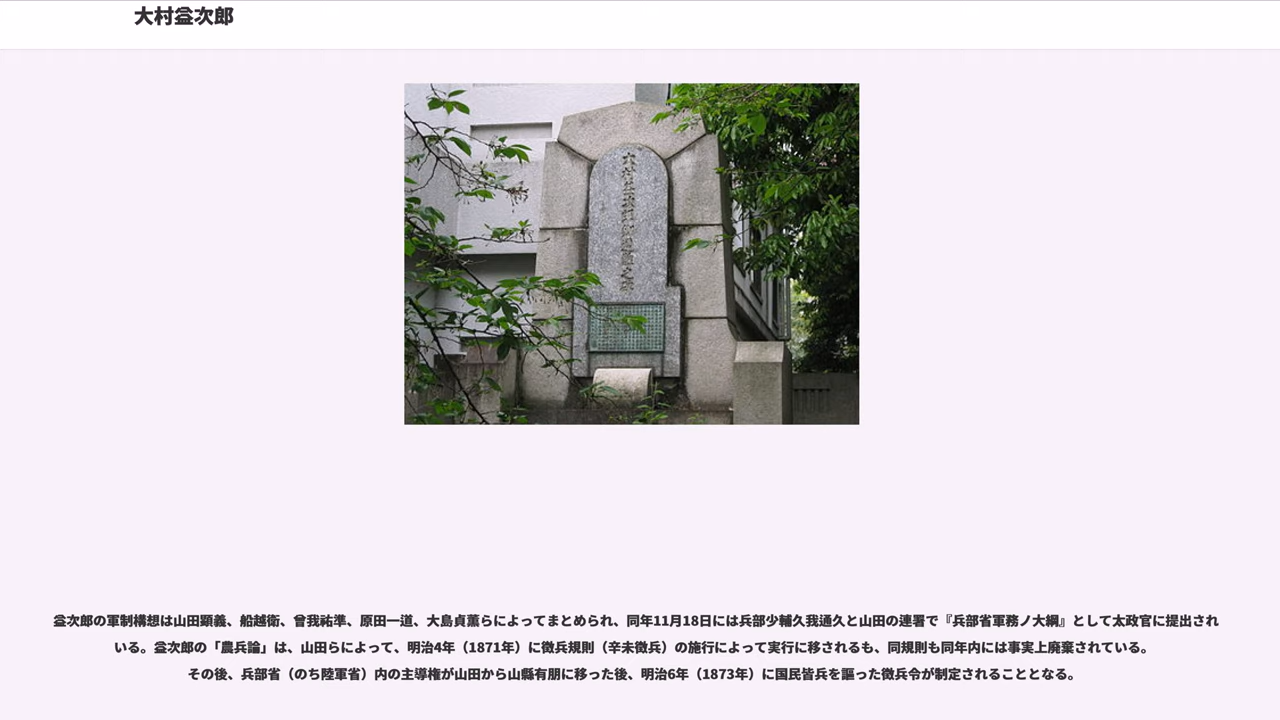 大村益次郎
益次郎の軍制構想は山田顕義、船越衛、曾我祐準、原田一道、大島貞薫らによってまとめられ、同年11月18日には兵部少輔久我通久と山田の連署で『兵部省軍務ノ大綱』として太政官に提出され
いる。益次郎の「農兵論」は、山田らによって、明治4年（1871年）に徴兵規則（辛未徴兵）の施行によって実行に移されるも、同規則も同年内には事実上廃棄されている。
その後、兵部省（のち陸軍省）内の主導権が山田から山縣有朋に移った後、明治6年（1873年）に国民皆兵を謳った徴兵令が制定されることとなる。